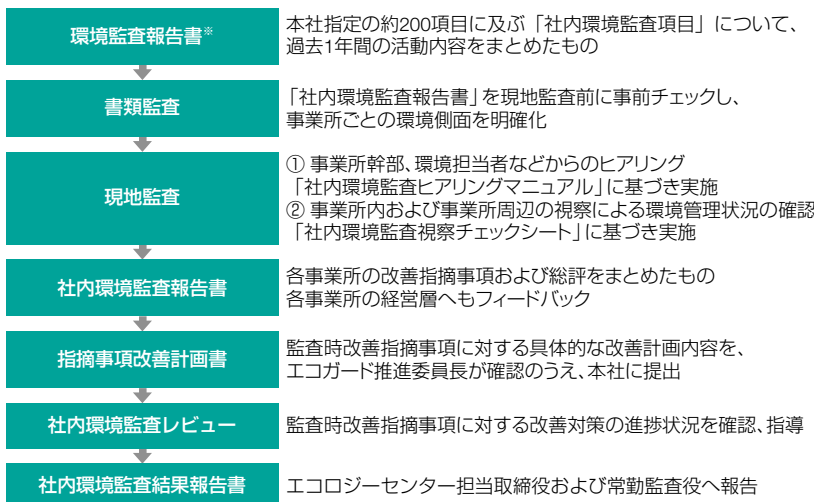 環境監査報告書※
本社指定の約200項目に及ぶ「社内環境監査項目」について、
過去1年間の活動内容をまとめたもの
書類監査
「社内環境監査報告書」を現地監査前に事前チェックし、
事業所ごとの環境側面を明確化
現地監査
① 事業所幹部、環境担当者などからのヒアリング
「社内環境監査ヒアリングマニュアル」に基づき実施
② 事業所内および事業所周辺の視察による環境管理状況の確認
「社内環境監査視察チェックシート」に基づき実施
社内環境監査報告書
各事業所の改善指摘事項および総評をまとめたもの
各事業所の経営層へもフィードバック
指摘事項改善計画書
監査時改善指摘事項に対する具体的な改善計画内容を、
エコガード推進委員長が確認のうえ、本社に提出
社内環境監査レビュー
監査時改善指摘事項に対する改善対策の進捗状況を確認、指導
社内環境監査結果報告書
エコロジーセンター担当取締役および常勤監査役へ報告